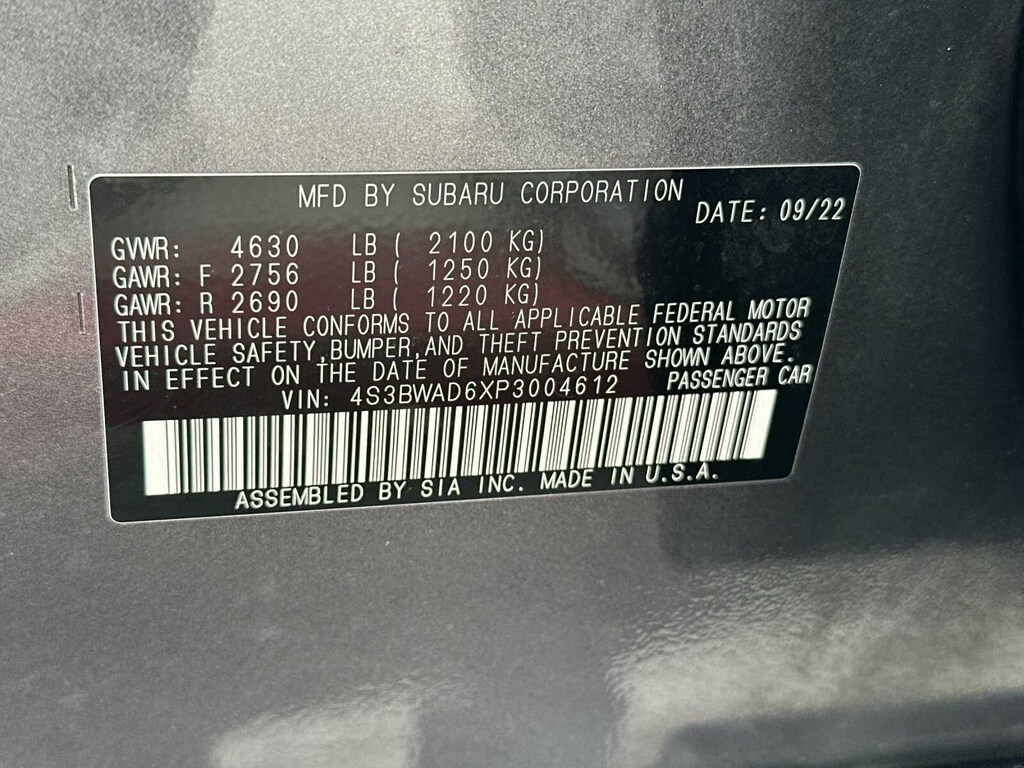 MFD BY SUBARU CORPORATION
DATE: 09/22
GVWR: 4630 LB ( 2100 KG)
GAWR: F 2756 LB ( 1250 KG)
GAWR: R 2690 LB ( 1220 KG)
THIS VEHICLE CONFORMS TO ALL APPLICABLE FEDERAL MOTOR
VEHICLE SAFETY,BUMPER,AND THEFT PREVENTION STANDARDS
IN EFFECT ON THE DATE OF MANUFACTURE SHOWN ABOVE.
VIN: 4S3BWAD6XP3004612 PASSENGER CAR
ASSEMBLED BY SIA INC. MADE IN U.S.A.